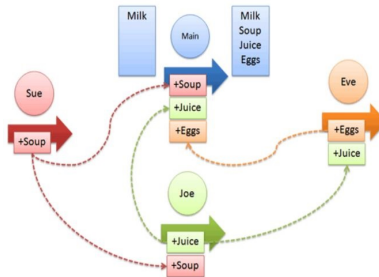 Milk
Main
Milk
Soup
Juice
Eggs
Sue
Eve
+Soup
+Soup
+Juice
+Eggs
+Eggs
+Juice
Joe
+Juice
+Soup